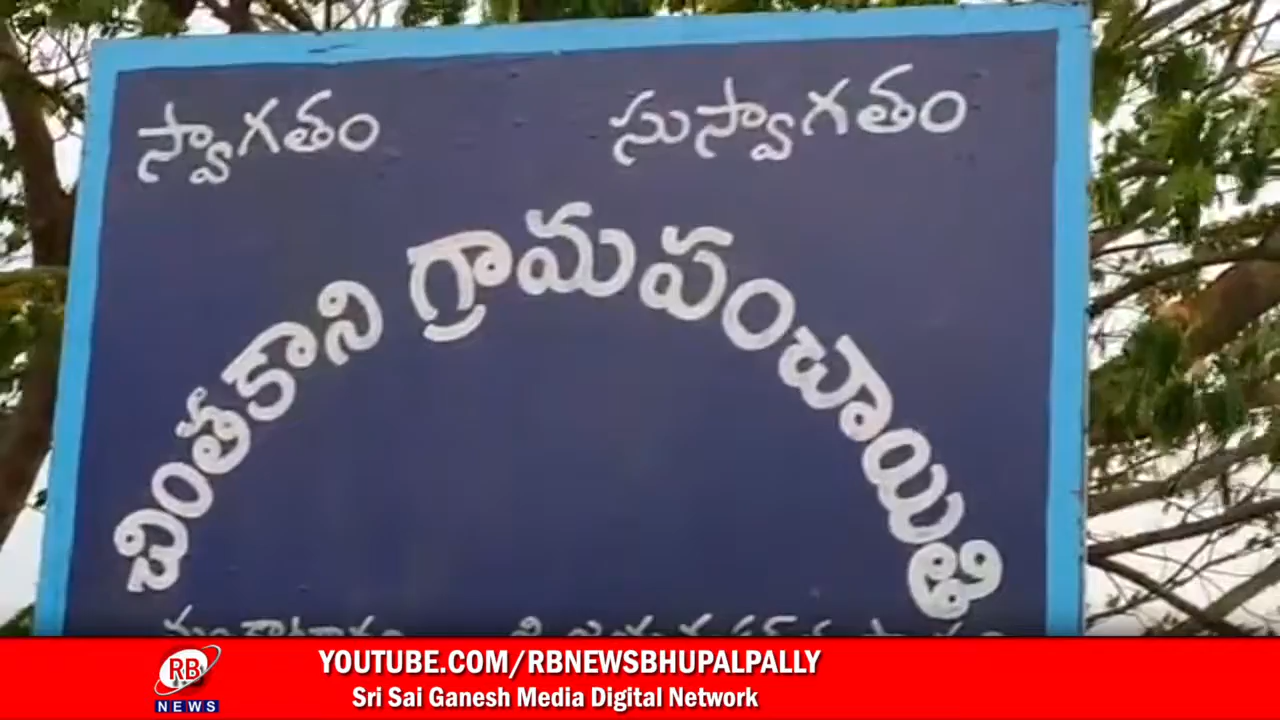 స్వాగతం సుస్వాగతం
చింతకాని గ్రామపంచాయితి
RB
NEWS
YOUTUBE.COM/RBNEWSBHUPALPALLY
Sri Sai Ganesh Media Digital Network